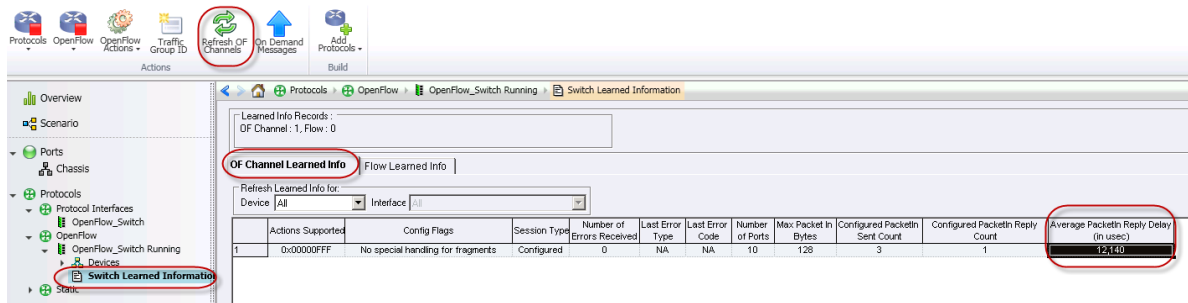 Protocols
OpenFlow
OpenFlow
Actions
Traffic
Group ID
Refresh OF
Channels
On Demand
Messages
Add
Protocols
Actions
Build
Overview
Scenario
Ports
Chassis
Protocols
Protocol Interfaces
OpenFlow_Switch
OpenFlow
OpenFlow_Switch Running
Devices
Switch Learned Information
Static
Protocols OpenFlow OpenFlow_Switch Running Switch Learned Information
Learned Info Records :
OF Channel : 1, Flow : 0
OF Channel Learned Info Flow Learned Info
Refresh Learned Info for:
Device All Interface All
Actions Supported Config Flags Session Type Number of Errors Received Last Error Type Last Error Code Number of Ports Max Packet In Bytes Configured PacketIn Sent Count Configured PacketIn Reply Count Average PacketIn Reply Delay (in usec)
1 0x00000FFF No special handling for fragments Configured 0 NA NA 10 128 3 1 12,140